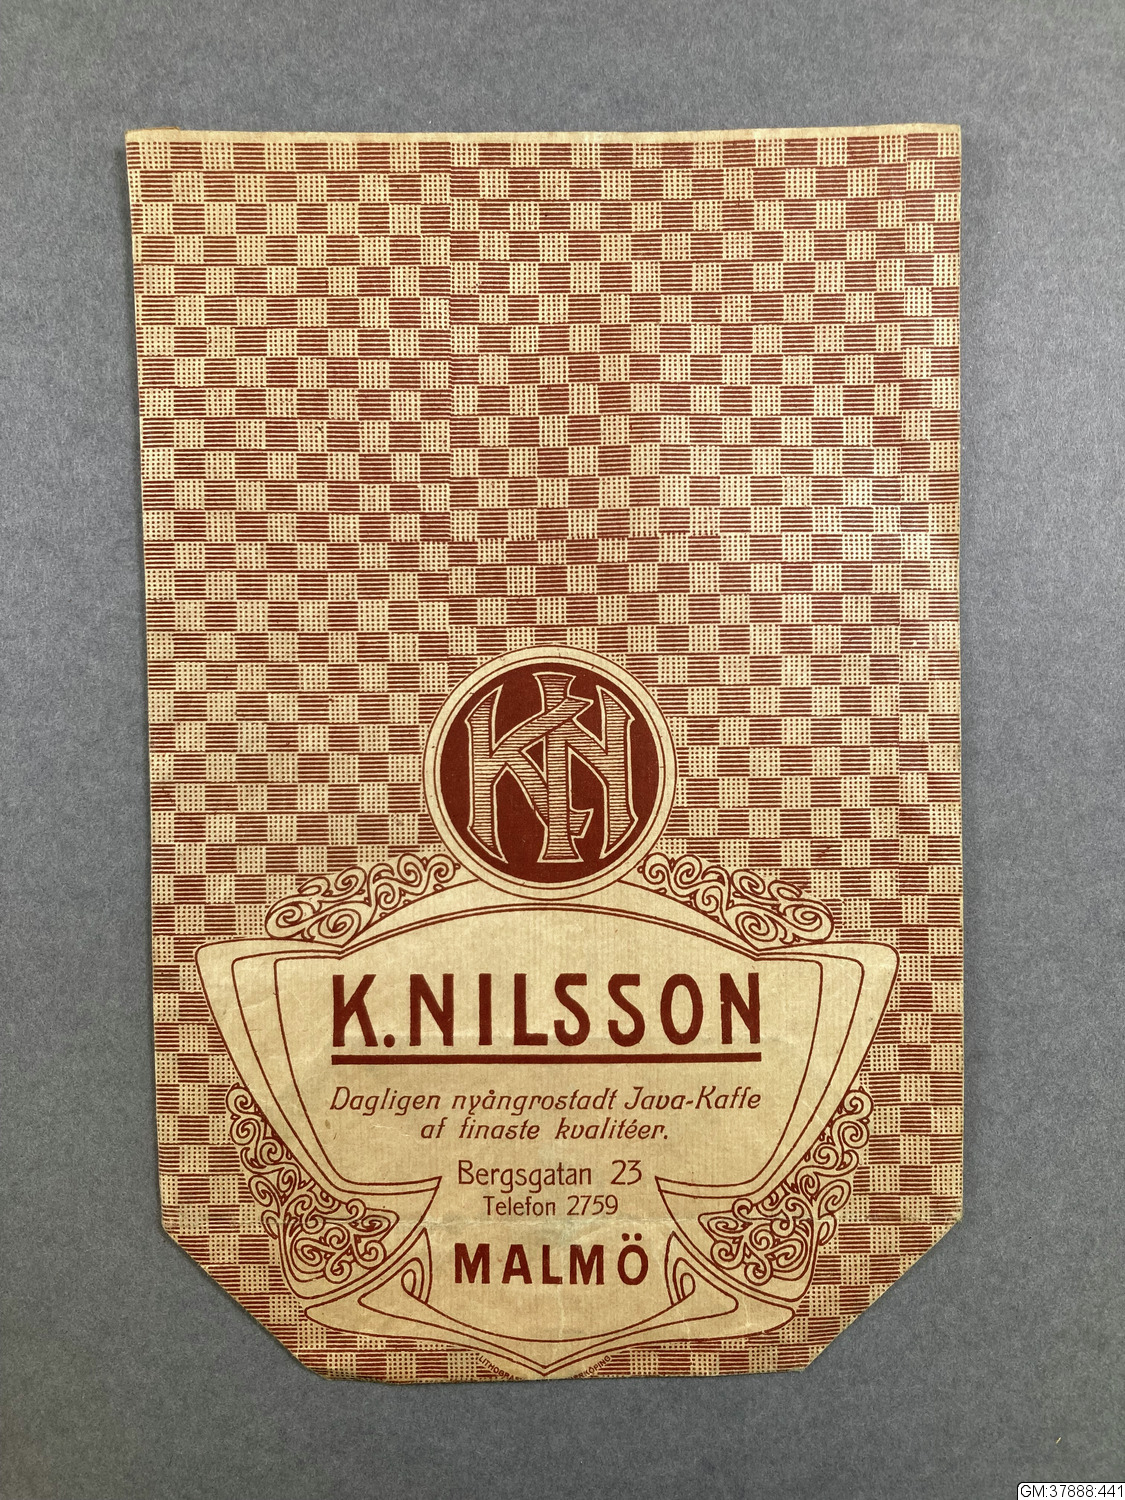 KN
K. NILSSON
Dagligen nyångrostadt Java-Kaffe
af finaste kvalitéer.
Bergsgatan 23
Telefon 2759
MALMÖ
GM:37888:441